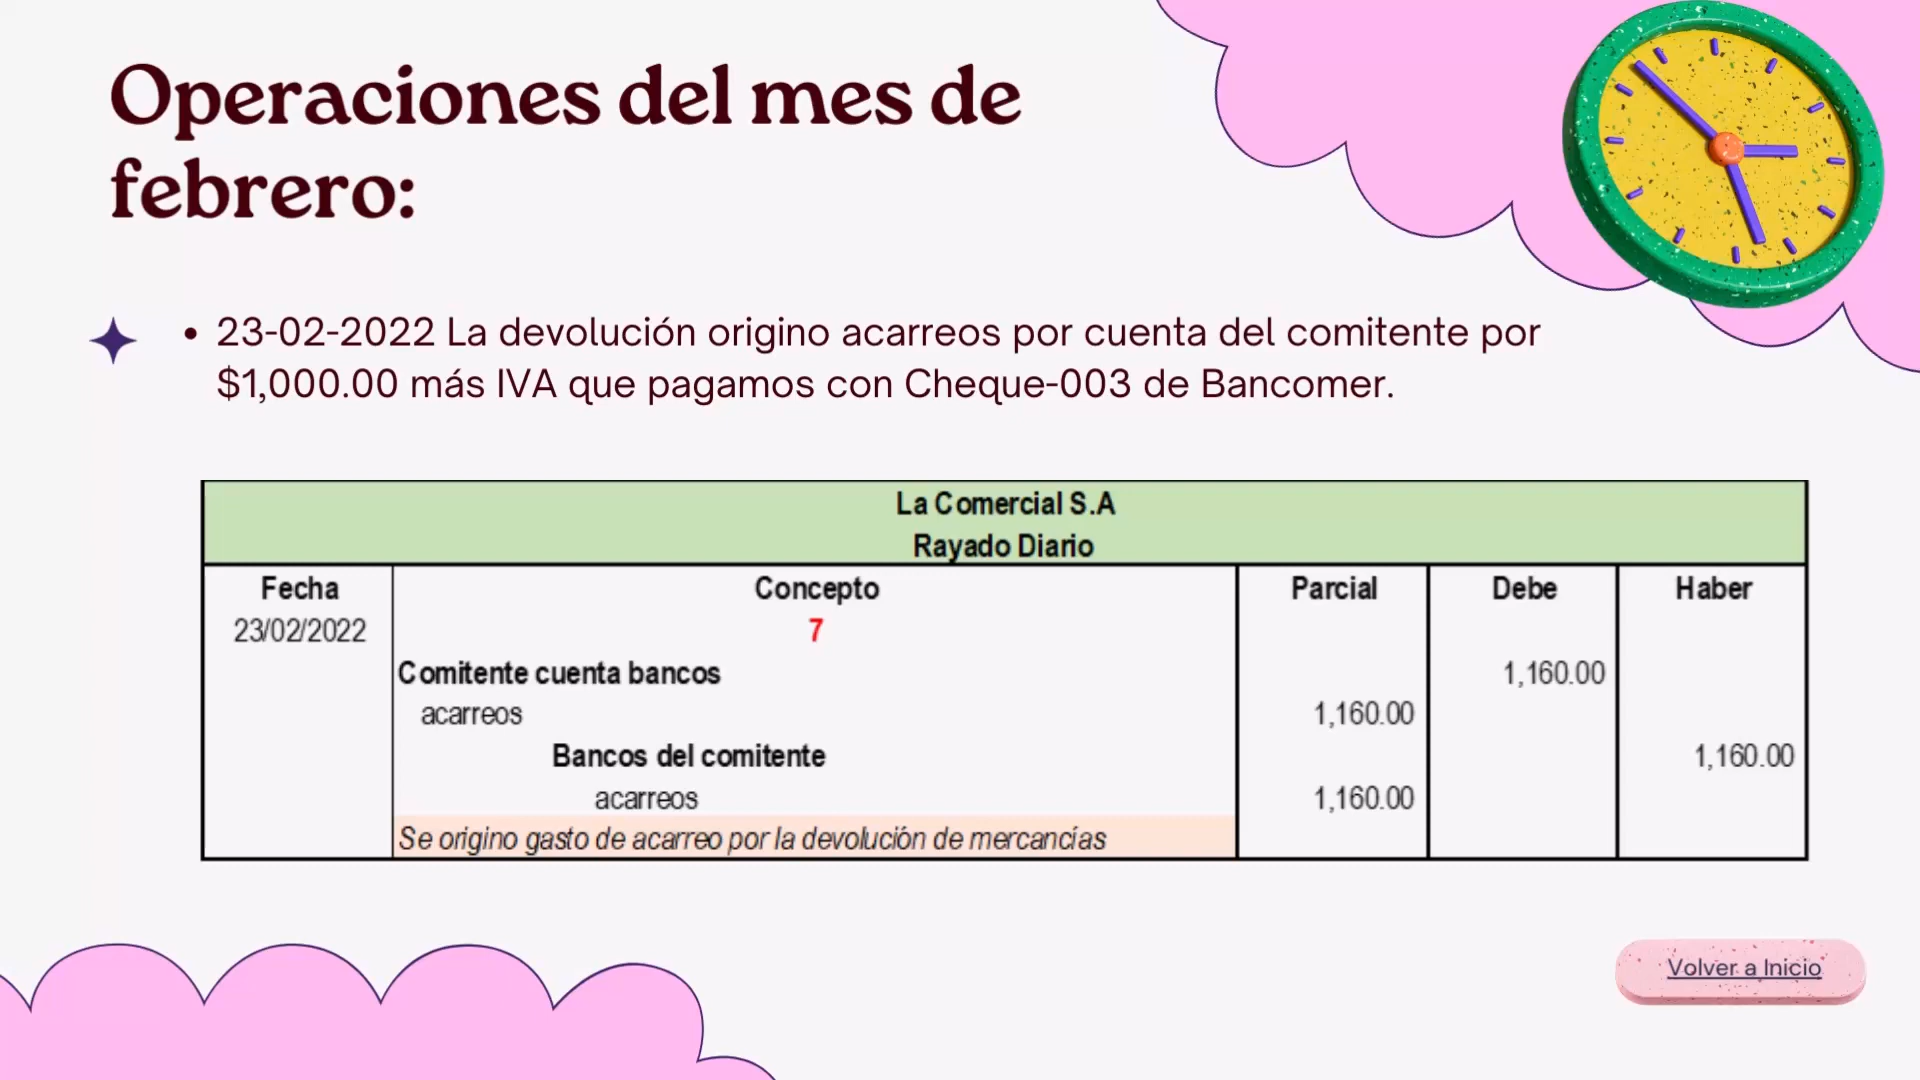 Operaciones del mes de
febrero:
• 23-02-2022 La devolución origino acarreos por cuenta del comitente por
$1,000.00 más IVA que pagamos con Cheque-003 de Bancomer.
La Comercial S.A
Rayado Diario
Fecha Concepto Parcial Debe Haber
23/02/2022 7
Comitente cuenta bancos 1,160.00
acarreos 1,160.00
Bancos del comitente 1,160.00
acarreos 1,160.00
Se origino gasto de acarreo por la devolución de mercancías
Volver a Inicio